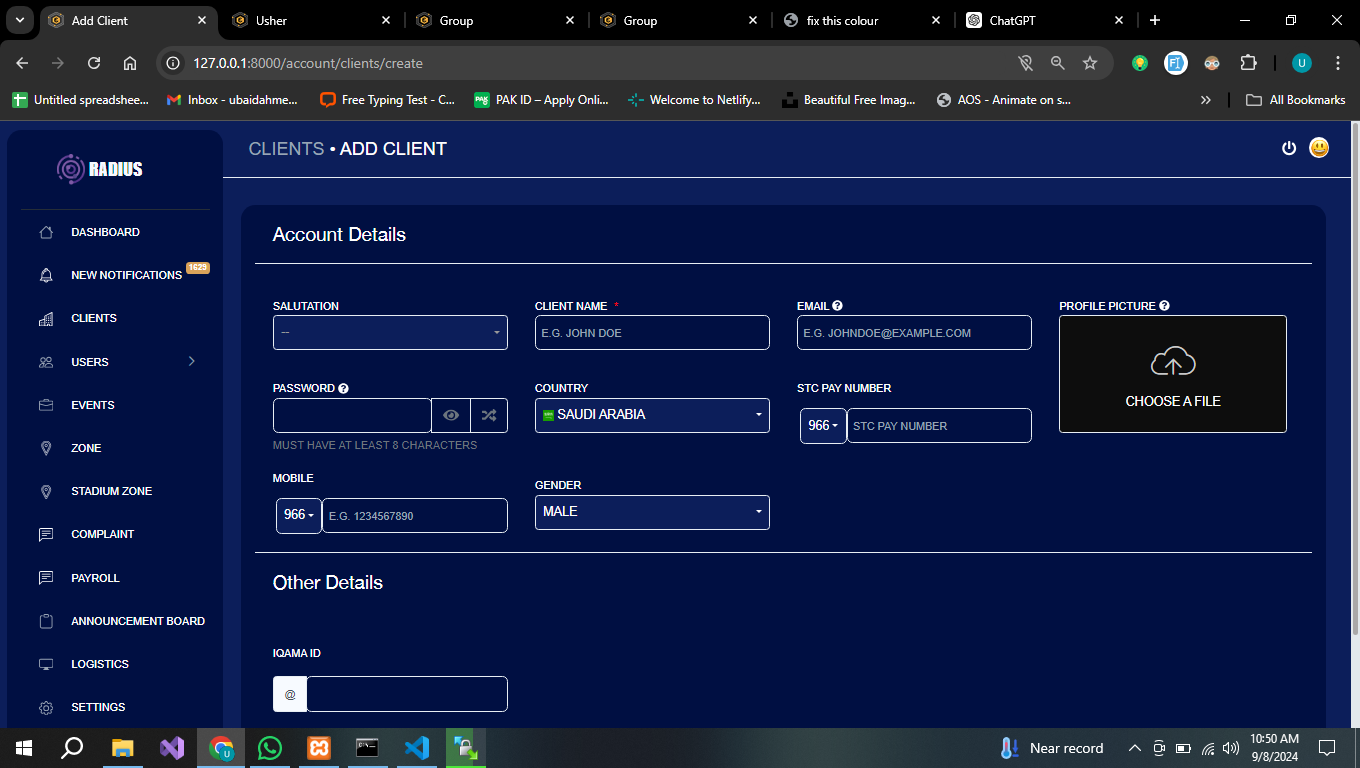 Add Client
Usher
Group
Group
fix this colour
ChatGPT
127.0.0.1:8000/account/clients/create
U
Untitled spreadshee...
Inbox - ubaidahme...
Free Typing Test - C...
PAK ID – Apply Onli...
Welcome to Netlify...
Beautiful Free Imag...
AOS - Animate on s...
All Bookmarks
RADIUS
CLIENTS • ADD CLIENT
DASHBOARD
NEW NOTIFICATIONS 1629
CLIENTS
USERS
EVENTS
ZONE
STADIUM ZONE
COMPLAINT
PAYROLL
ANNOUNCEMENT BOARD
LOGISTICS
SETTINGS
Account Details
SALUTATION
--
CLIENT NAME *
E.G. JOHN DOE
EMAIL
E.G. JOHNDOE@EXAMPLE.COM
PROFILE PICTURE
CHOOSE A FILE
PASSWORD
MUST HAVE AT LEAST 8 CHARACTERS
COUNTRY
SAUDI ARABIA
STC PAY NUMBER
966
STC PAY NUMBER
MOBILE
966
E.G. 1234567890
GENDER
MALE
Other Details
IQAMA ID
@
Near record
10:50 AM
9/8/2024